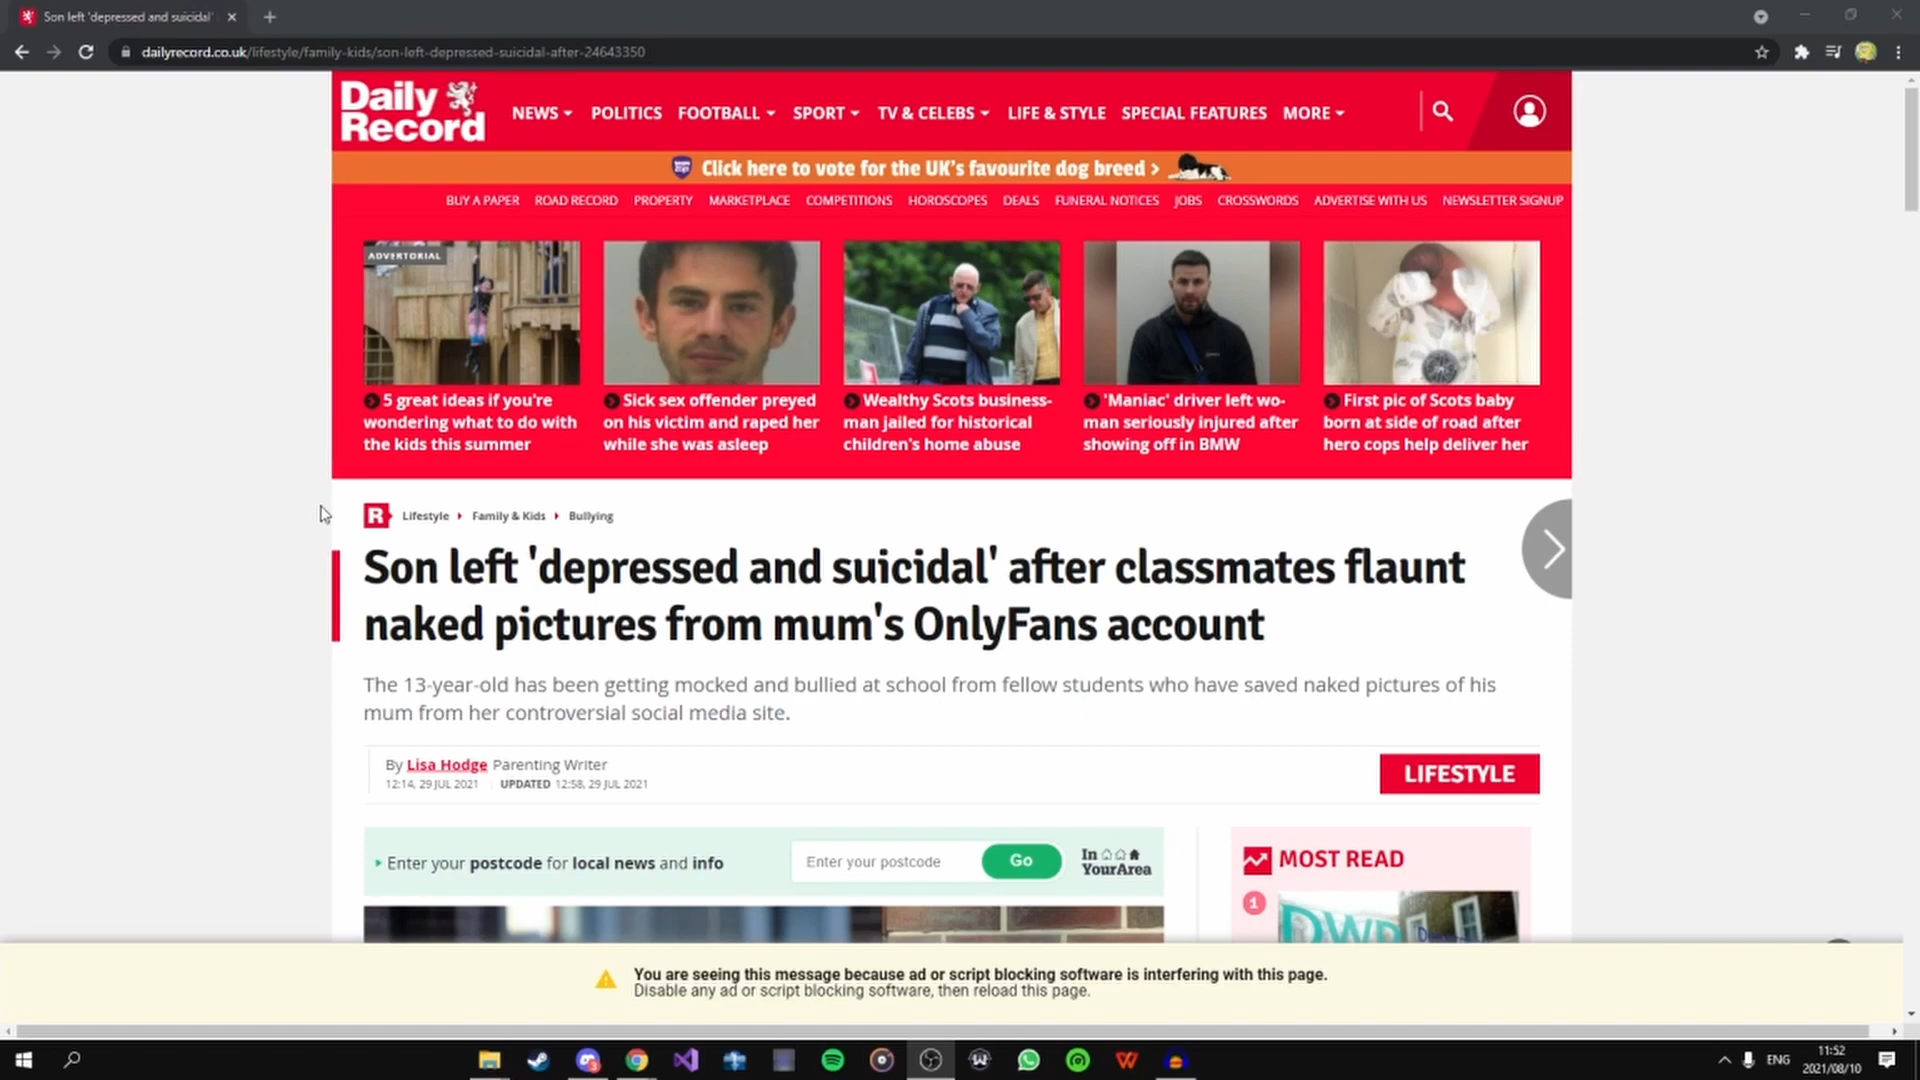 Son left 'depressed and suicidal'
dailyrecord.co.uk/lifestyle/family-kids/son-left-depressed-suicidal-after-24643350
Daily
Record
NEWS POLITICS FOOTBALL SPORT TV & CELEBS LIFE & STYLE SPECIAL FEATURES MORE
Click here to vote for the UK's favourite dog breed >
BUY A PAPER ROAD RECORD PROPERTY MARKETPLACE COMPETITIONS HOROSCOPES DEALS FUNERAL NOTICES JOBS CROSSWORDS ADVERTISE WITH US NEWSLETTER SIGNUP
ADVERTORIAL
5 great ideas if you're
wondering what to do with
the kids this summer
Sick sex offender preyed
on his victim and raped her
while she was asleep
Wealthy Scots business-
man jailed for historical
children's home abuse
'Maniac' driver left wo-
man seriously injured after
showing off in BMW
First pic of Scots baby
born at side of road after
hero cops help deliver her
R Lifestyle Family & Kids Bullying
Son left 'depressed and suicidal' after classmates flaunt
naked pictures from mum's OnlyFans account
The 13-year-old has been getting mocked and bullied at school from fellow students who have saved naked pictures of his
mum from her controversial social media site.
By Lisa Hodge Parenting Writer
12:14, 29 JUL 2021 UPDATED 12:58, 29 JUL 2021
LIFESTYLE
Enter your postcode for local news and info
Enter your postcode
Go
In
YourArea
MOST READ
1
DWP
You are seeing this message because ad or script blocking software is interfering with this page.
Disable any ad or script blocking software, then reload this page.
3
ENG
11:52
2021/08/10